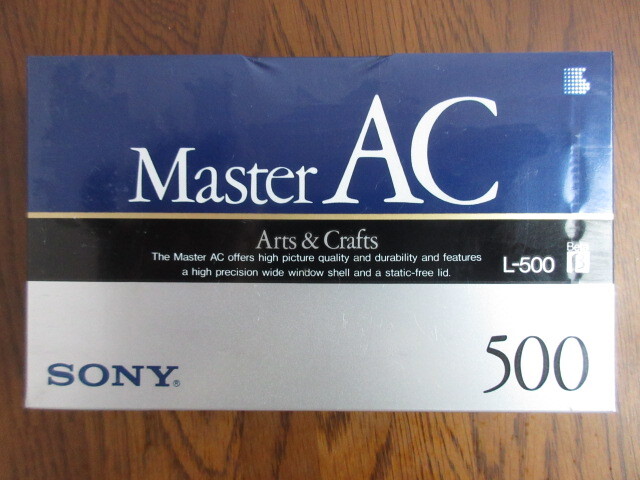 Master AC
Arts & Crafts
The Master AC offers high picture quality and durability and features
a high precision wide window shell and a static-free lid.
L-500
Beta
SONY®
500